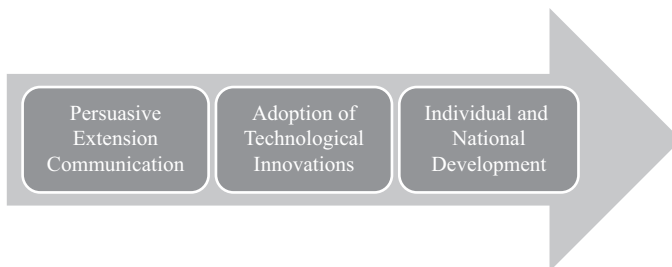 Persuasive
Extension
Communication
Adoption of
Technological
Innovations
Individual and
National
Development